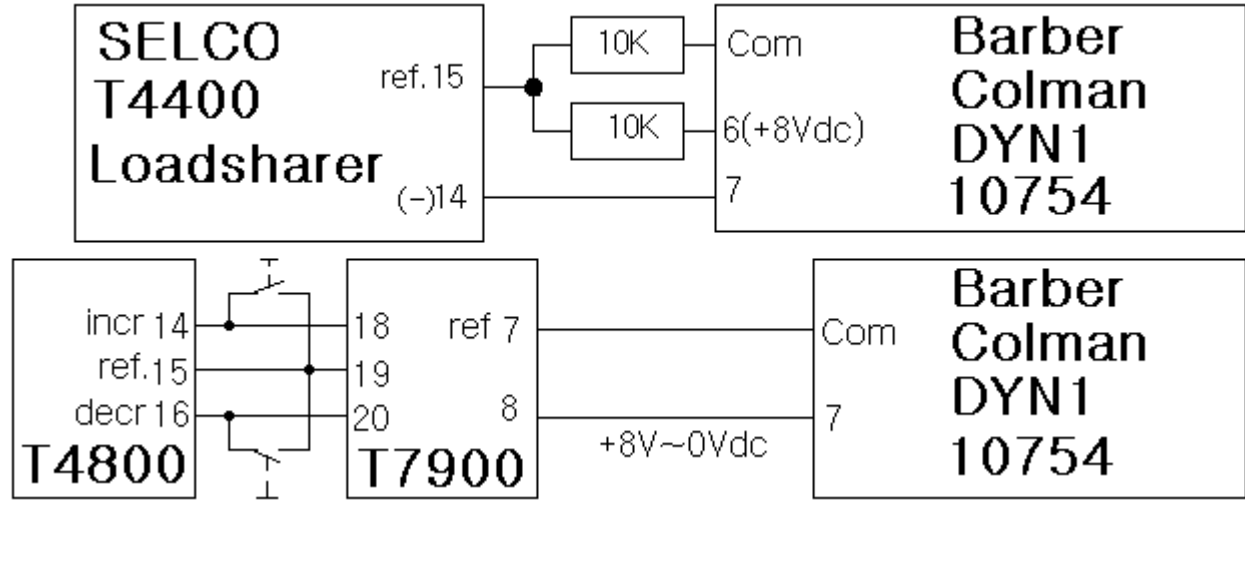 SELCO
T4400
Loadsharer
ref.15
(-)14
10K
10K
Com
6(+8Vdc)
7
Barber
Colman
DYN1
10754
incr 14
ref.15
decr 16
T4800
18
19
20
ref 7
8
T7900
+8V~0Vdc
Com
7
Barber
Colman
DYN1
10754